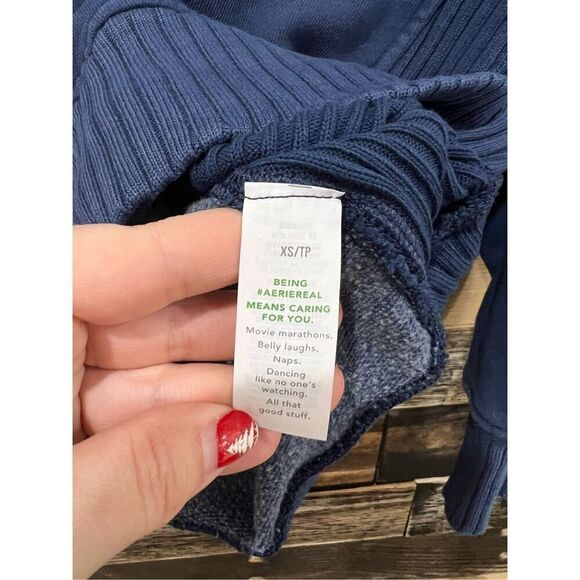 XS/TP
BEING
#AERIEREAL
MEANS CARING
FOR YOU.
Movie marathons.
Belly laughs.
Naps.
Dancing
like no one's
watching.
All that
good stuff.